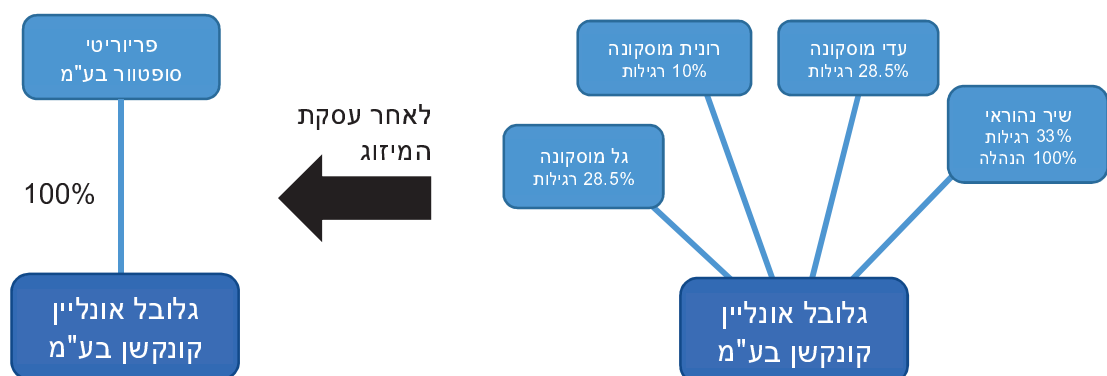 רונית מוסקונה
10% רגילות
עדי מוסקונה
28.5% רגילות
שיר נהוראי
33% רגילות
100% הנהלה
גל מוסקונה
28.5% רגילות
גלובל אונליין
קונקשן בע"מ
לאחר עסקת
המיזוג
פריוריטי
סופטוור בע"מ
100%
גלובל אונליין
קונקשן בע"מ